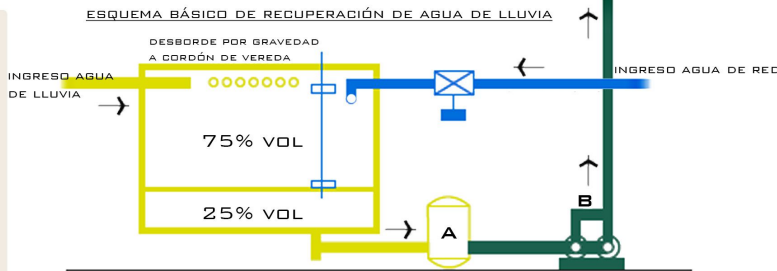 ESQUEMA BÁSICO DE RECUPERACIÓN DE AGUA DE LLUVIA
DESBORDE POR GRAVEDAD
A CORDÓN DE VEREDA
INGRESO AGUA
DE LLUVIA
INGRESO AGUA DE RED
75% VOL
25% VOL
A
B